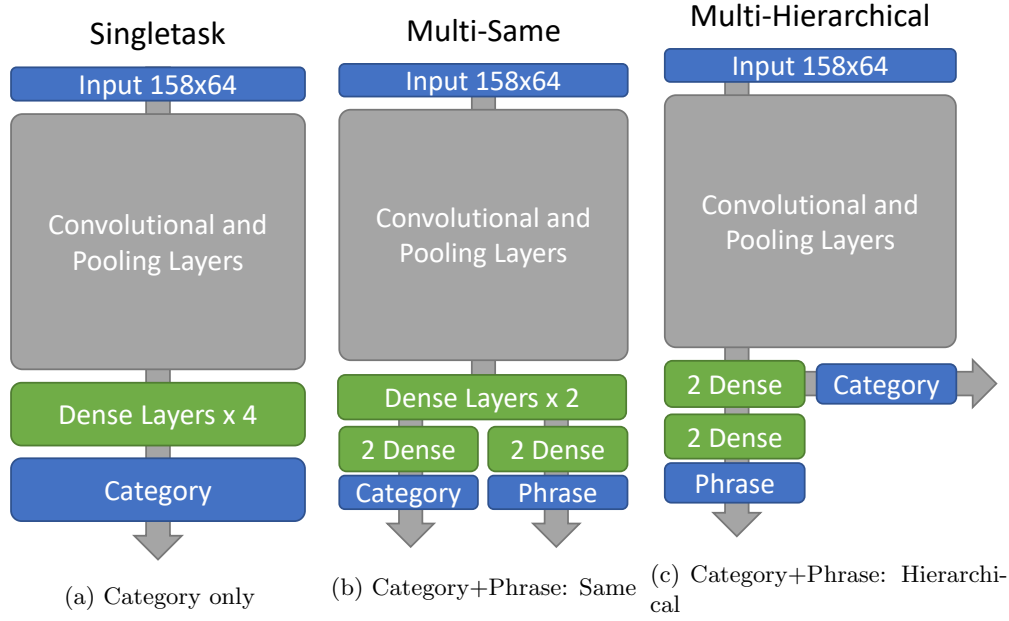 Singletask
Input 158x64
Convolutional and
Pooling Layers
Dense Layers x 4
Category
(a) Category only
Multi-Same
Input 158x64
Convolutional and
Pooling Layers
Dense Layers x 2
2 Dense
2 Dense
Category
Phrase
(b) Category+Phrase: Same
Multi-Hierarchical
Input 158x64
Convolutional and
Pooling Layers
2 Dense
Category
2 Dense
Phrase
(c) Category+Phrase: Hierarchi-
cal